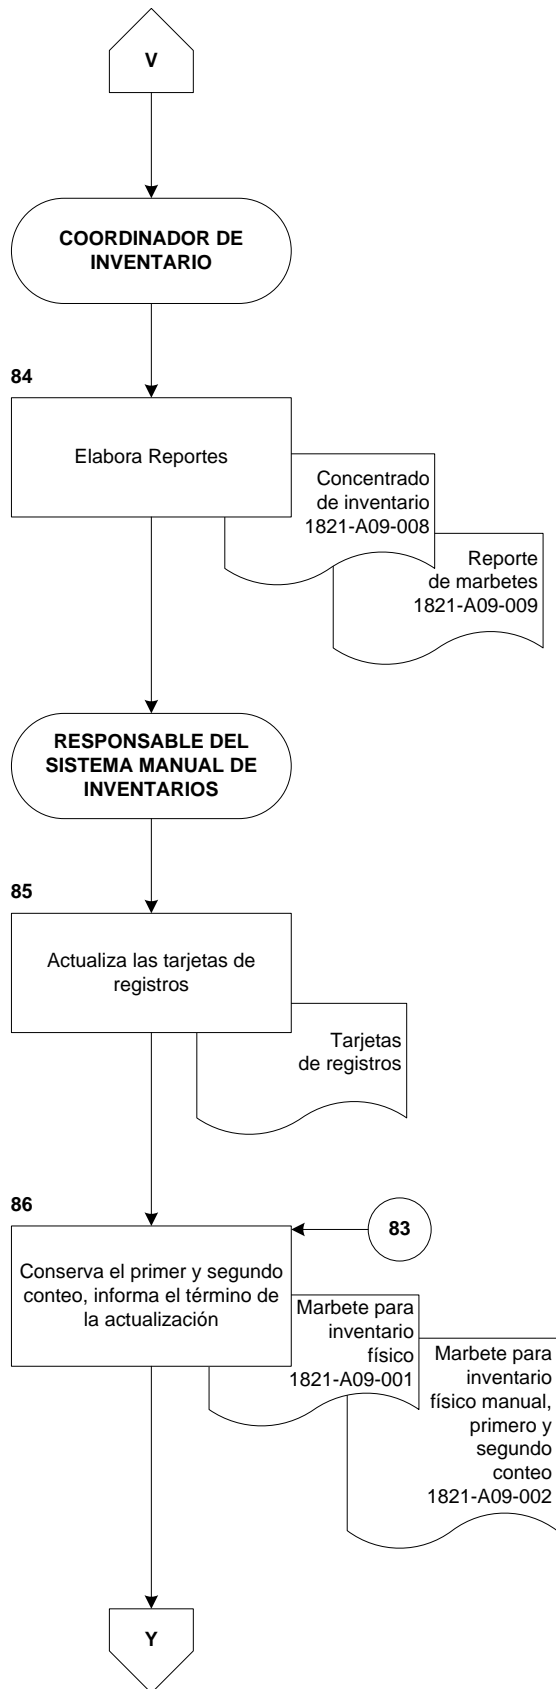 V
COORDINADOR DE
INVENTARIO
84
Elabora Reportes
Concentrado
de inventario
1821-A09-008
Reporte
de marbetes
1821-A09-009
RESPONSABLE DEL
SISTEMA MANUAL DE
INVENTARIOS
85
Actualiza las tarjetas de
registros
Tarjetas
de registros
86
83
Conserva el primer y segundo
conteo, informa el término de
la actualización
Marbete para
inventario
físico
1821-A09-001
Marbete para
inventario
físico manual,
primero y
segundo
conteo
1821-A09-002
Y